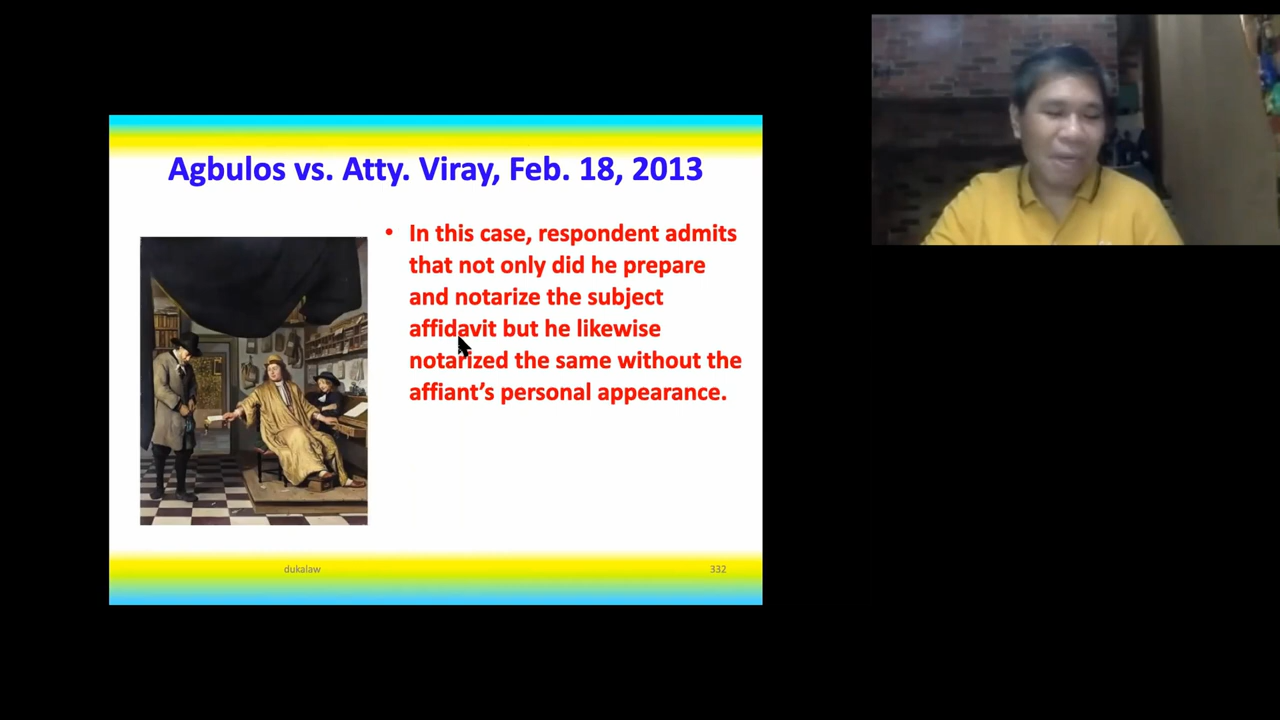 Agbulos vs. Atty. Viray, Feb. 18, 2013
• In this case, respondent admits
that not only did he prepare
and notarize the subject
affidavit but he likewise
notarized the same without the
affiant’s personal appearance.
dukalaw
332